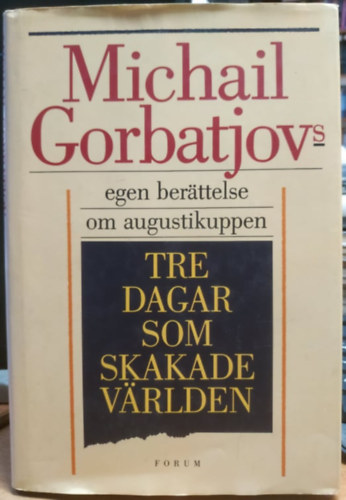 Michail
Gorbatjovs
egen berättelse
om augustikuppen
TRE
DAGAR
SOM
SKAKADE
VÄRLDEN
FORUM